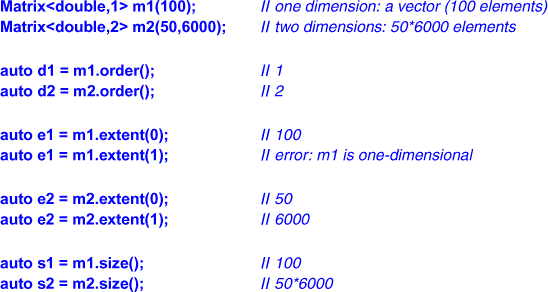 Matrix<double,1> m1(100); // one dimension: a vector (100 elements)
Matrix<double,2> m2(50,6000); // two dimensions: 50*6000 elements
auto d1 = m1.order(); // 1
auto d2 = m2.order(); // 2
auto e1 = m1.extent(0); // 100
auto e1 = m1.extent(1); // error: m1 is one-dimensional
auto e2 = m2.extent(0); // 50
auto e2 = m2.extent(1); // 6000
auto s1 = m1.size(); // 100
auto s2 = m2.size(); // 50*6000